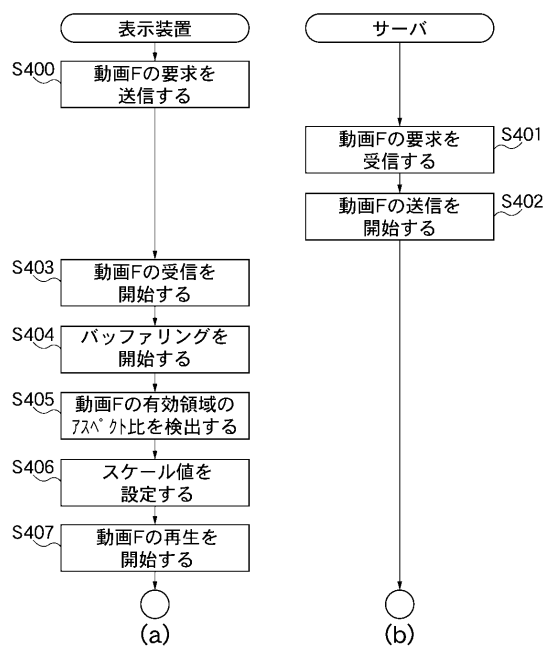 表示装置
S400
動画Fの要求を
送信する
S403
動画Fの受信を
開始する
S404
バッファリングを
開始する
S405
動画Fの有効領域の
アスペクト比を検出する
S406
スケール値を
設定する
S407
動画Fの再生を
開始する
(a)
サーバ
S401
動画Fの要求を
受信する
S402
動画Fの送信を
開始する
(b)